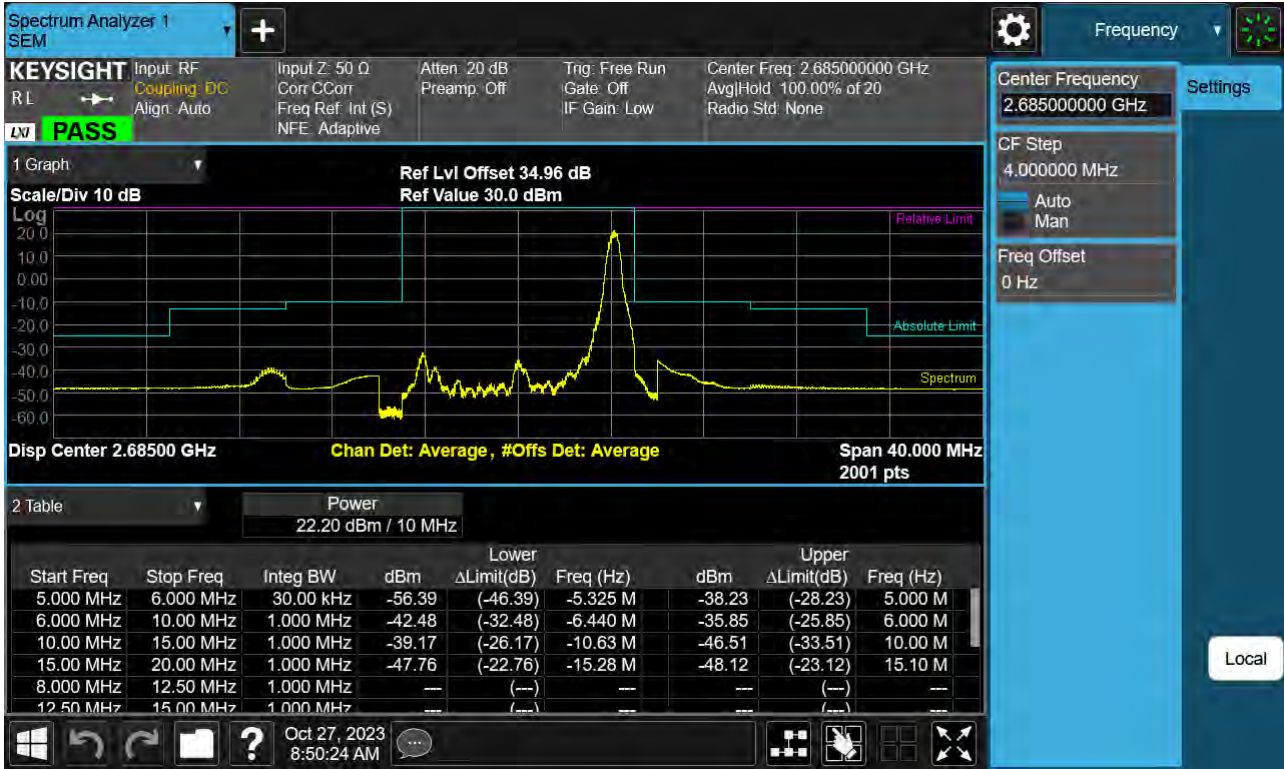 Spectrum Analyzer 1
SEM
Frequency
KEYSIGHT
RL
LXI
PASS
Input: RF
Coupling: DC
Align: Auto
Input Z: 50 Ω
Corr CCorr
Freq Ref: Int (S)
NFE: Adaptive
Atten: 20 dB
Preamp: Off
Trig: Free Run
Gate: Off
IF Gain: Low
Center Freq: 2.685000000 GHz
Avg|Hold: 100.00% of 20
Radio Std: None
Center Frequency
2.685000000 GHz
Settings
CF Step
4.000000 MHz
Auto
Man
Freq Offset
0 Hz
1 Graph
Ref Lvl Offset 34.96 dB
Scale/Div 10 dB
Ref Value 30.0 dBm
Log
Relative Limit
20.0
10.0
0.00
-10.0
-20.0
Absolute Limit
-30.0
-40.0
Spectrum
-50.0
-60.0
Disp Center 2.68500 GHz
Chan Det: Average, #Offs Det: Average
Span 40.000 MHz
2001 pts
2 Table
Power
22.20 dBm / 10 MHz
Lower Upper
Start Freq Stop Freq Integ BW dBm ΔLimit(dB) Freq (Hz) dBm ΔLimit(dB) Freq (Hz)
5.000 MHz 6.000 MHz 30.00 kHz -56.39 (-46.39) -5.325 M -38.23 (-28.23) 5.000 M
6.000 MHz 10.00 MHz 1.000 MHz -42.48 (-32.48) -6.440 M -35.85 (-25.85) 6.000 M
10.00 MHz 15.00 MHz 1.000 MHz -39.17 (-26.17) -10.63 M -46.51 (-33.51) 10.00 M
15.00 MHz 20.00 MHz 1.000 MHz -47.76 (-22.76) -15.28 M -48.12 (-23.12) 15.10 M
8.000 MHz 12.50 MHz 1.000 MHz --- (---) --- --- (---) ---
12.50 MHz 15.00 MHz 1.000 MHz --- (---) --- --- (---) ---
Local
?
Oct 27, 2023
8:50:24 AM